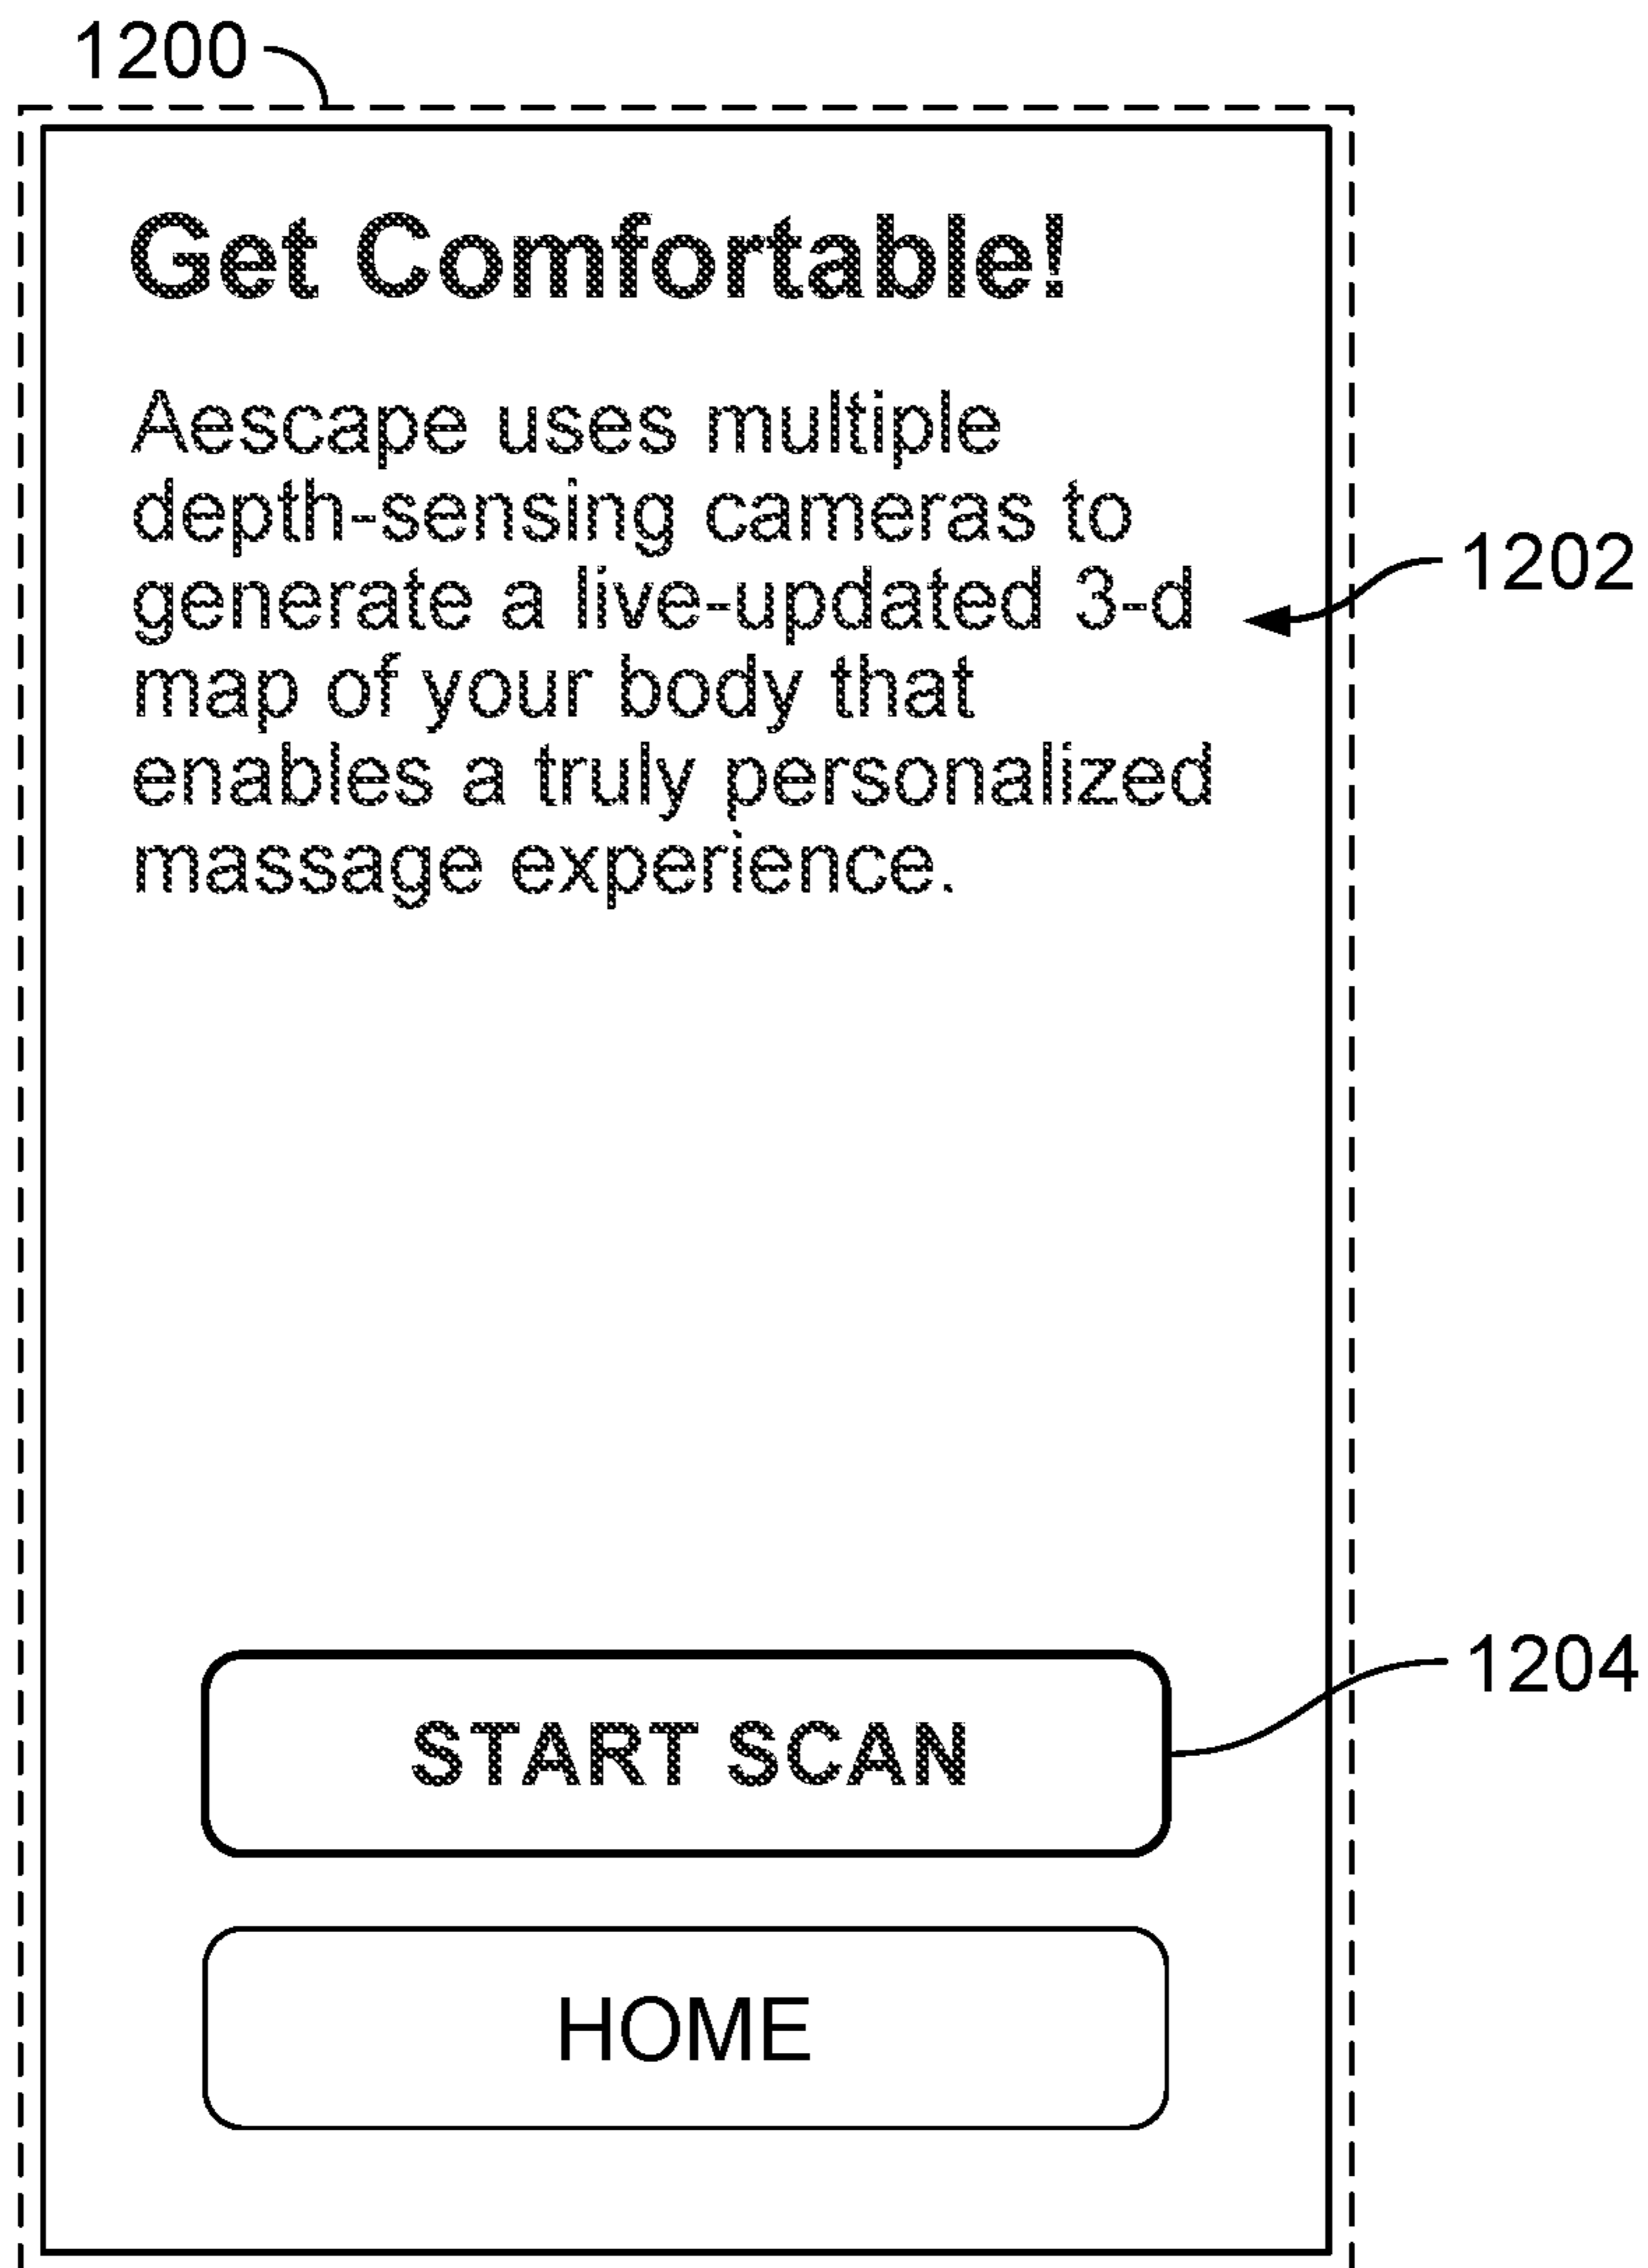 1200
Get Comfortable!
Aescape uses multiple
depth-sensing cameras to
generate a live-updated 3-d
1202
map of your body that
enables a truly personalized
massage experience.
START SCAN
1204
HOME